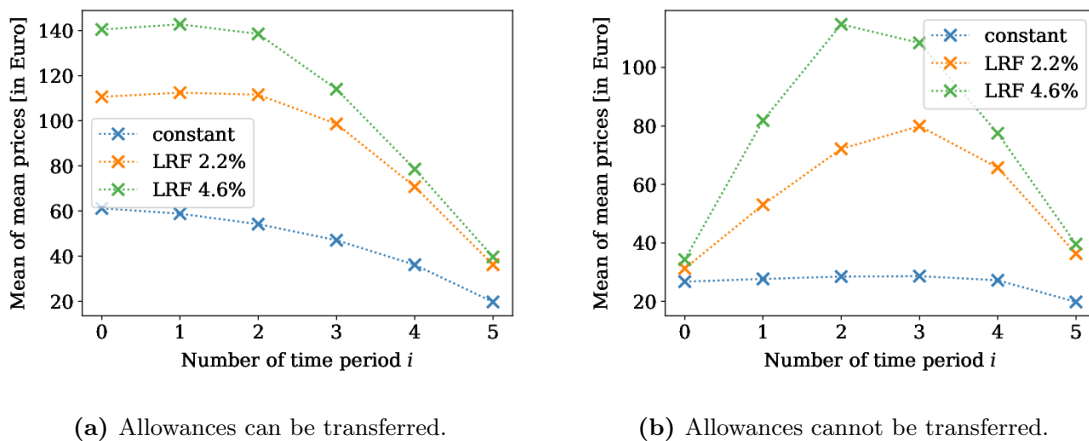 Mean of mean prices [in Euro]
140
120
100
80
60
40
20
constant
LRF 2.2%
LRF 4.6%
0 1 2 3 4 5
Number of time period i
(a) Allowances can be transferred.
Mean of mean prices [in Euro]
100
80
60
40
20
constant
LRF 2.2%
LRF 4.6%
0 1 2 3 4 5
Number of time period i
(b) Allowances cannot be transferred.